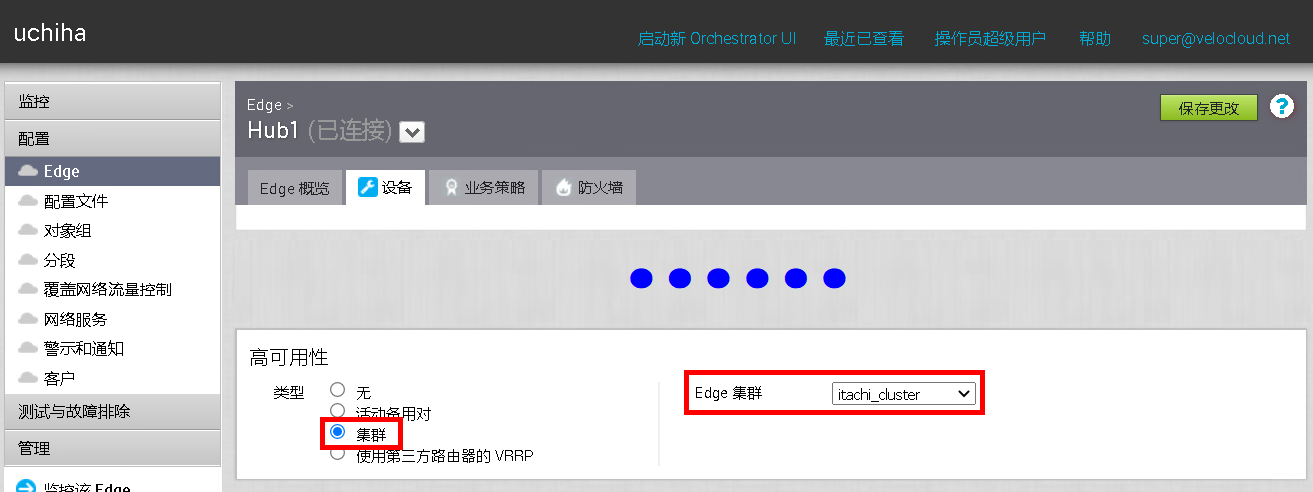 uchiha
启动新 Orchestrator UI 最近已查看 操作员超级用户 帮助 super@velocloud.net
监控
配置
Edge
配置文件
对象组
分段
覆盖网络流量控制
网络服务
警示和通知
客户
测试与故障排除
管理
监控该 Edge
Edge >
Hub1 (已连接)
保存更改
?
Edge 概览 设备 业务策略 防火墙
高可用性
类型
无
活动备用对
集群
使用第三方路由器的 VRRP
Edge 集群 itachi_cluster